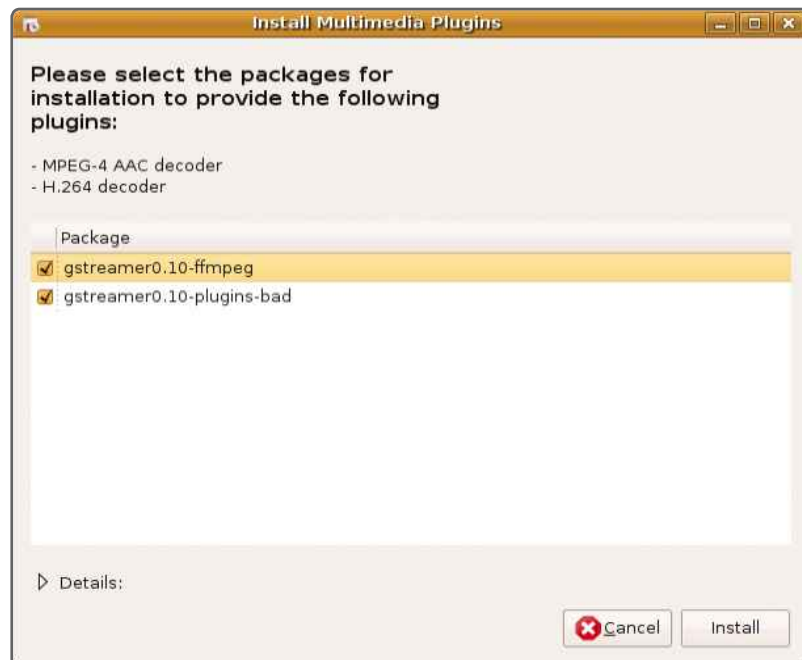 Install Multimedia Plugins
Please select the packages for
installation to provide the following
plugins:
- MPEG-4 AAC decoder
- H.264 decoder
Package
gstreamer0.10-ffmpeg
gstreamer0.10-plugins-bad
Details:
Cancel
Install